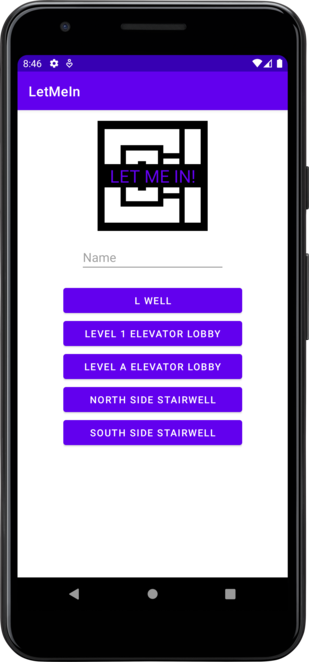 8:46
LetMeIn
LET ME IN!
Name
L WELL
LEVEL 1 ELEVATOR LOBBY
LEVEL A ELEVATOR LOBBY
NORTH SIDE STAIRWELL
SOUTH SIDE STAIRWELL